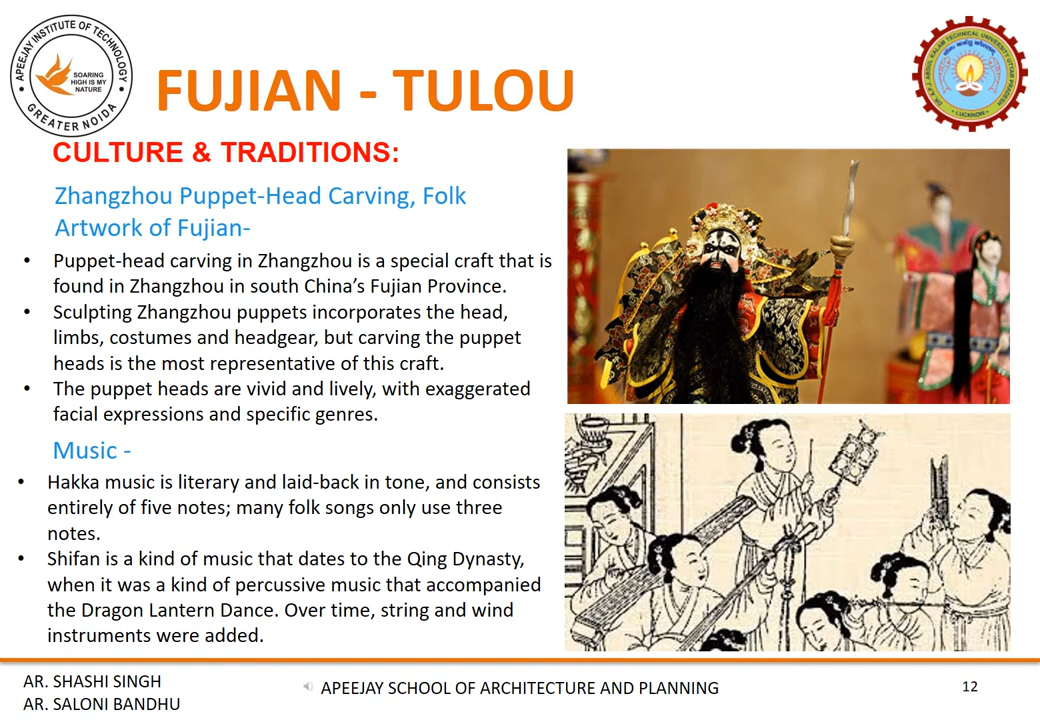 APEEJAY INSTITUTE OF TECHNOLOGY
SOARING
HIGH IS MY
NATURE
GREATER NOIDA
FUJIAN - TULOU
CULTURE & TRADITIONS:
Zhangzhou Puppet-Head Carving, Folk
Artwork of Fujian-
• Puppet-head carving in Zhangzhou is a special craft that is
found in Zhangzhou in south China’s Fujian Province.
• Sculpting Zhangzhou puppets incorporates the head,
limbs, costumes and headgear, but carving the puppet
heads is the most representative of this craft.
• The puppet heads are vivid and lively, with exaggerated
facial expressions and specific genres.
Music -
• Hakka music is literary and laid-back in tone, and consists
entirely of five notes; many folk songs only use three
notes.
• Shifan is a kind of music that dates to the Qing Dynasty,
when it was a kind of percussive music that accompanied
the Dragon Lantern Dance. Over time, string and wind
instruments were added.
AR. SHASHI SINGH
AR. SALONI BANDHU
APEEJAY SCHOOL OF ARCHITECTURE AND PLANNING
12